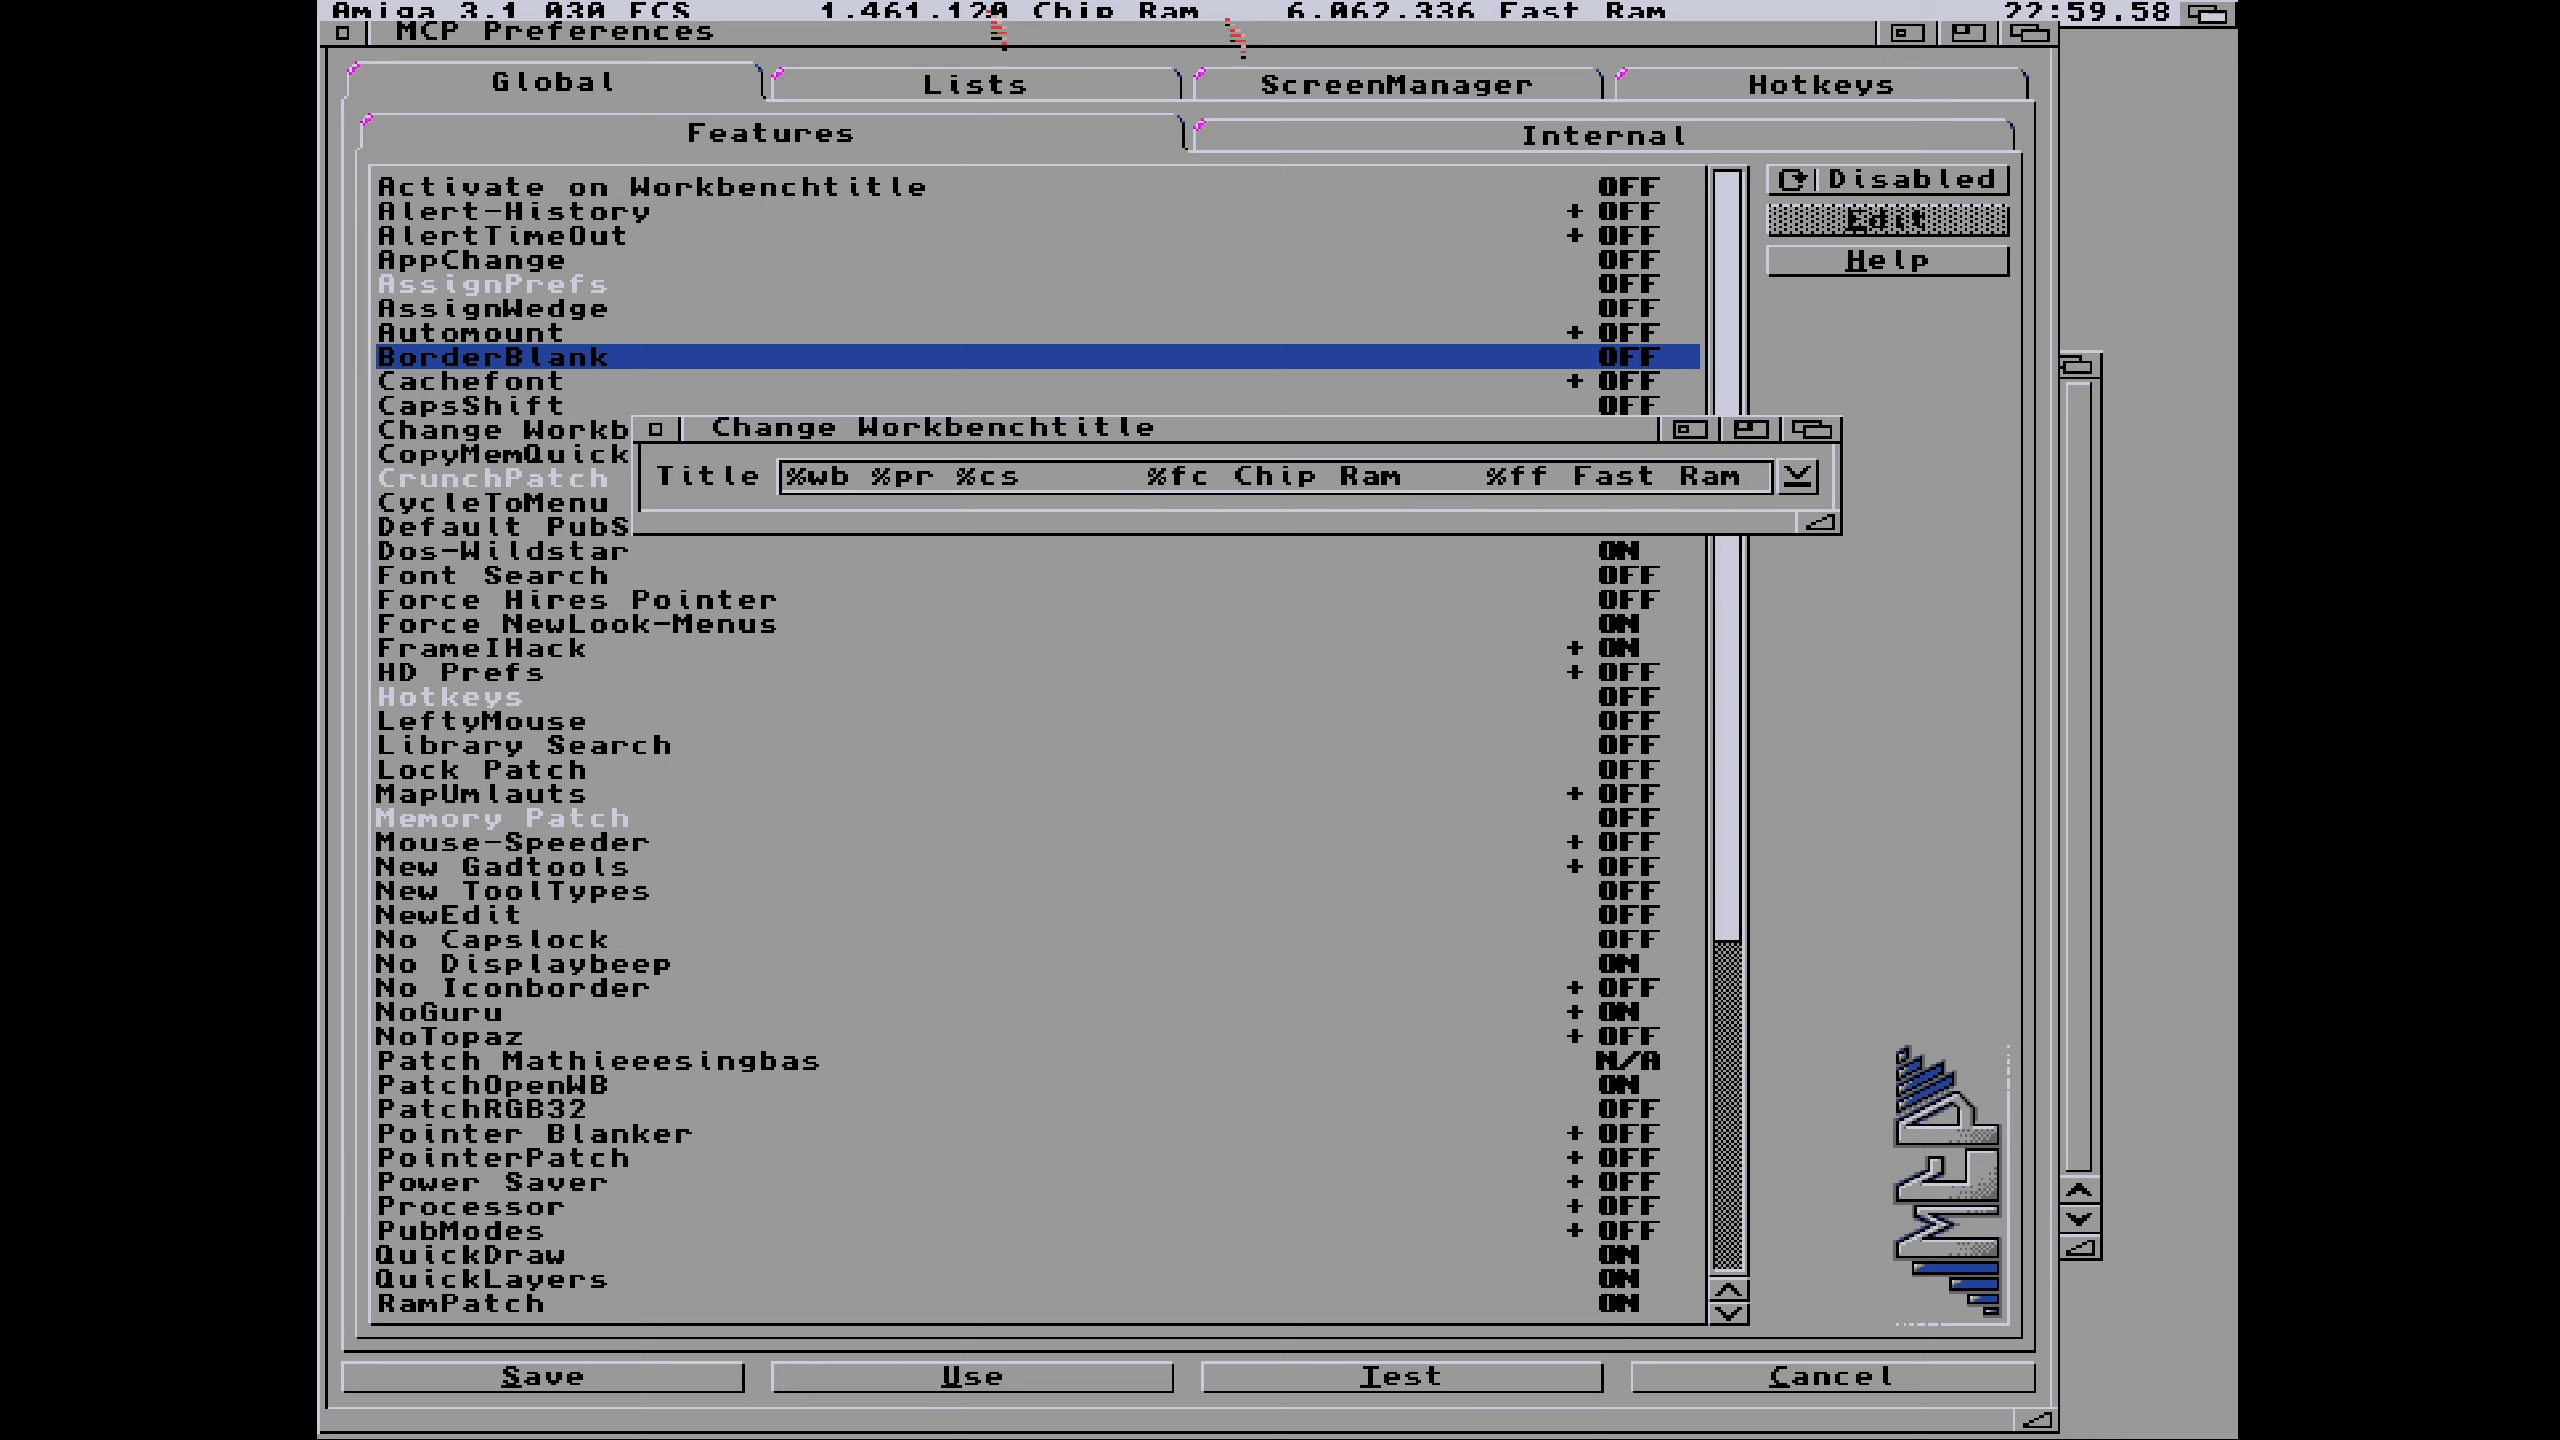 Amiga 3.1 030 ECS 1.461.120 Chip Ram 6.062.336 Fast Ram 22:59.58
MCP Preferences
Global Lists ScreenManager Hotkeys
Features Internal
Activate on Workbenchtitle OFF
Disabled
Alert-History + OFF
Edit
AlertTimeOut + OFF
AppChange OFF
Help
AssignPrefs OFF
AssignWedge OFF
Automount + OFF
BorderBlank OFF
Cachefont + OFF
CapsShift OFF
Change Workb
Change Workbenchtitle
CopyMemQuick
Title %wb %pr %cs %fc Chip Ram %ff Fast Ram
CrunchPatch
CycleToMenu
Default PubS
Dos-Wildstar ON
Font Search OFF
Force Hires Pointer OFF
Force NewLook-Menus ON
FrameIHack + ON
HD Prefs + OFF
Hotkeys OFF
LeftyMouse OFF
Library Search OFF
Lock Patch OFF
MapUmlauts + OFF
Memory Patch OFF
Mouse-Speeder + OFF
New Gadtools + OFF
New ToolTypes OFF
NewEdit OFF
No Capslock OFF
No Displaybeep ON
No Iconborder + OFF
NoGuru + ON
NoTopaz + OFF
Patch Mathieeesingbas N/A
PatchOpenWB ON
PatchRGB32 OFF
Pointer Blanker + OFF
PointerPatch + OFF
Power Saver + OFF
Processor + OFF
PubModes + OFF
QuickDraw ON
QuickLayers ON
RamPatch ON
MCP
Save Use Test Cancel